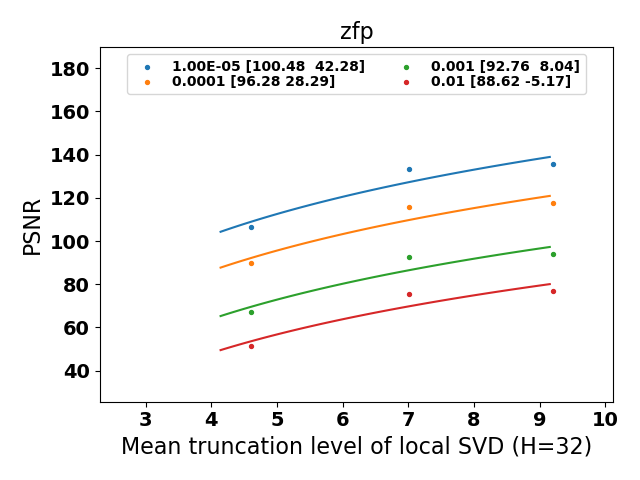 zfp
1.00E-05 [100.48  42.28]
0.0001 [96.28 28.29]
0.001 [92.76  8.04]
0.01 [88.62 -5.17]
PSNR
180
160
140
120
100
80
60
40
3 4 5 6 7 8 9 10
Mean truncation level of local SVD (H=32)